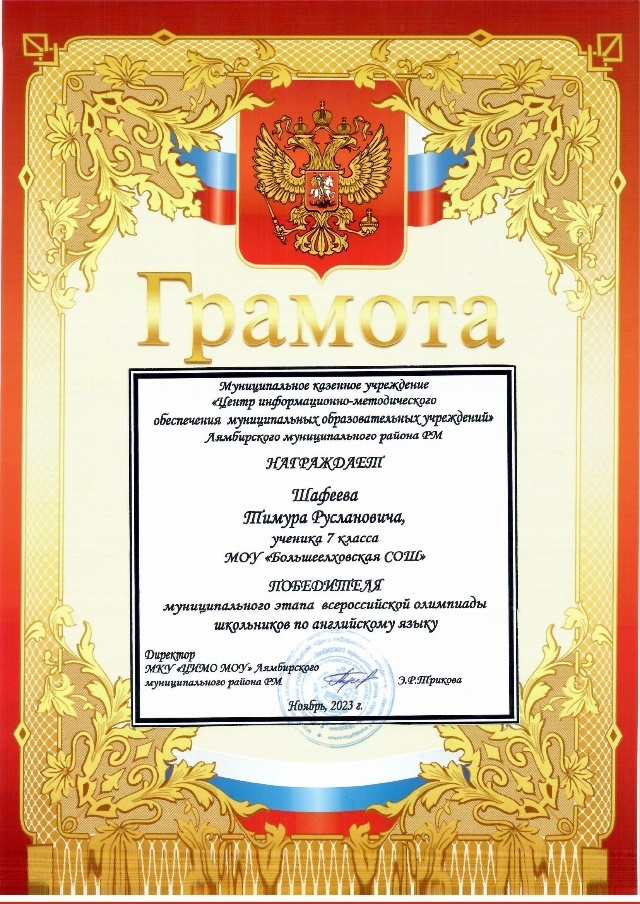 Грамота
Муниципальное казенное учреждение
«Центр информационно-методического
обеспечения муниципальных образовательных учреждений»
Лямбирского муниципального района РМ
НАГРАЖДАЕТ
Шафеева
Тимура Руслановича,
ученика 7 класса
МОУ «Большеелховская СОШ»
ПОБЕДИТЕЛЯ
муниципального этапа всероссийской олимпиады
школьников по английскому языку
Директор
МКУ «ЦИМО МОУ» Лямбирского
муниципального района РМ Э.Р.Трикова
Ноябрь, 2023 г.